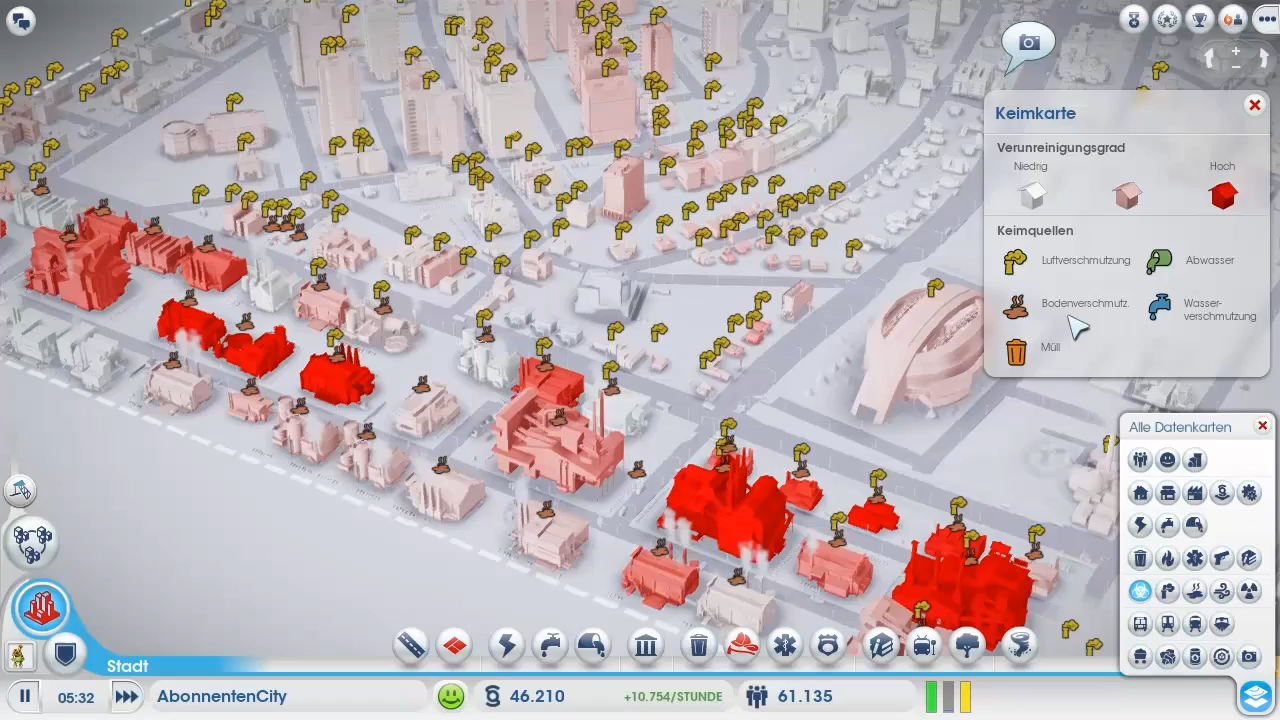 Keimkarte
Verunreinigungsgrad
Niedrig
Hoch
Keimquellen
Luftverschmutzung
Abwasser
Bodenverschmutz.
Wasser-
verschmutzung
Müll
Alle Datenkarten
Stadt
05:32
AbonnentenCity
46.210
+10.754/STUNDE
61.135